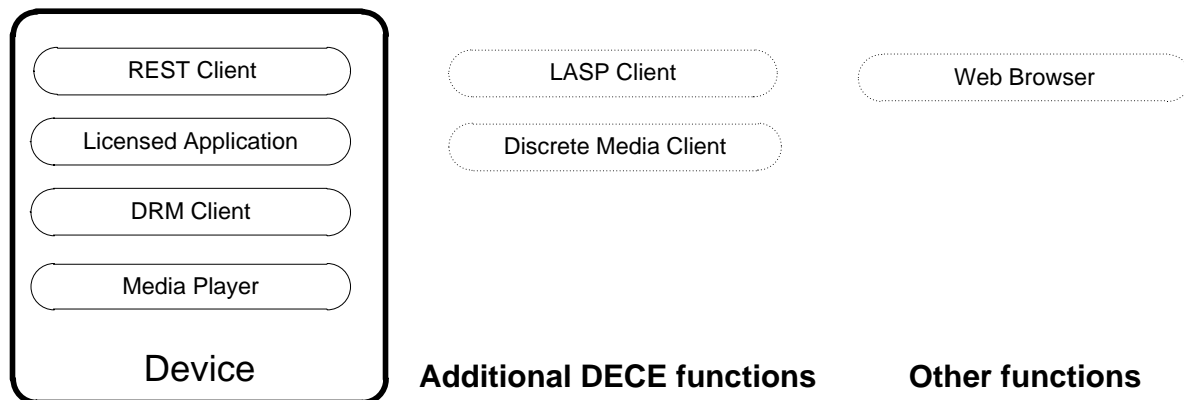 REST Client
Licensed Application
DRM Client
Media Player
Device
LASP Client
Discrete Media Client
Additional DECE functions
Web Browser
Other functions